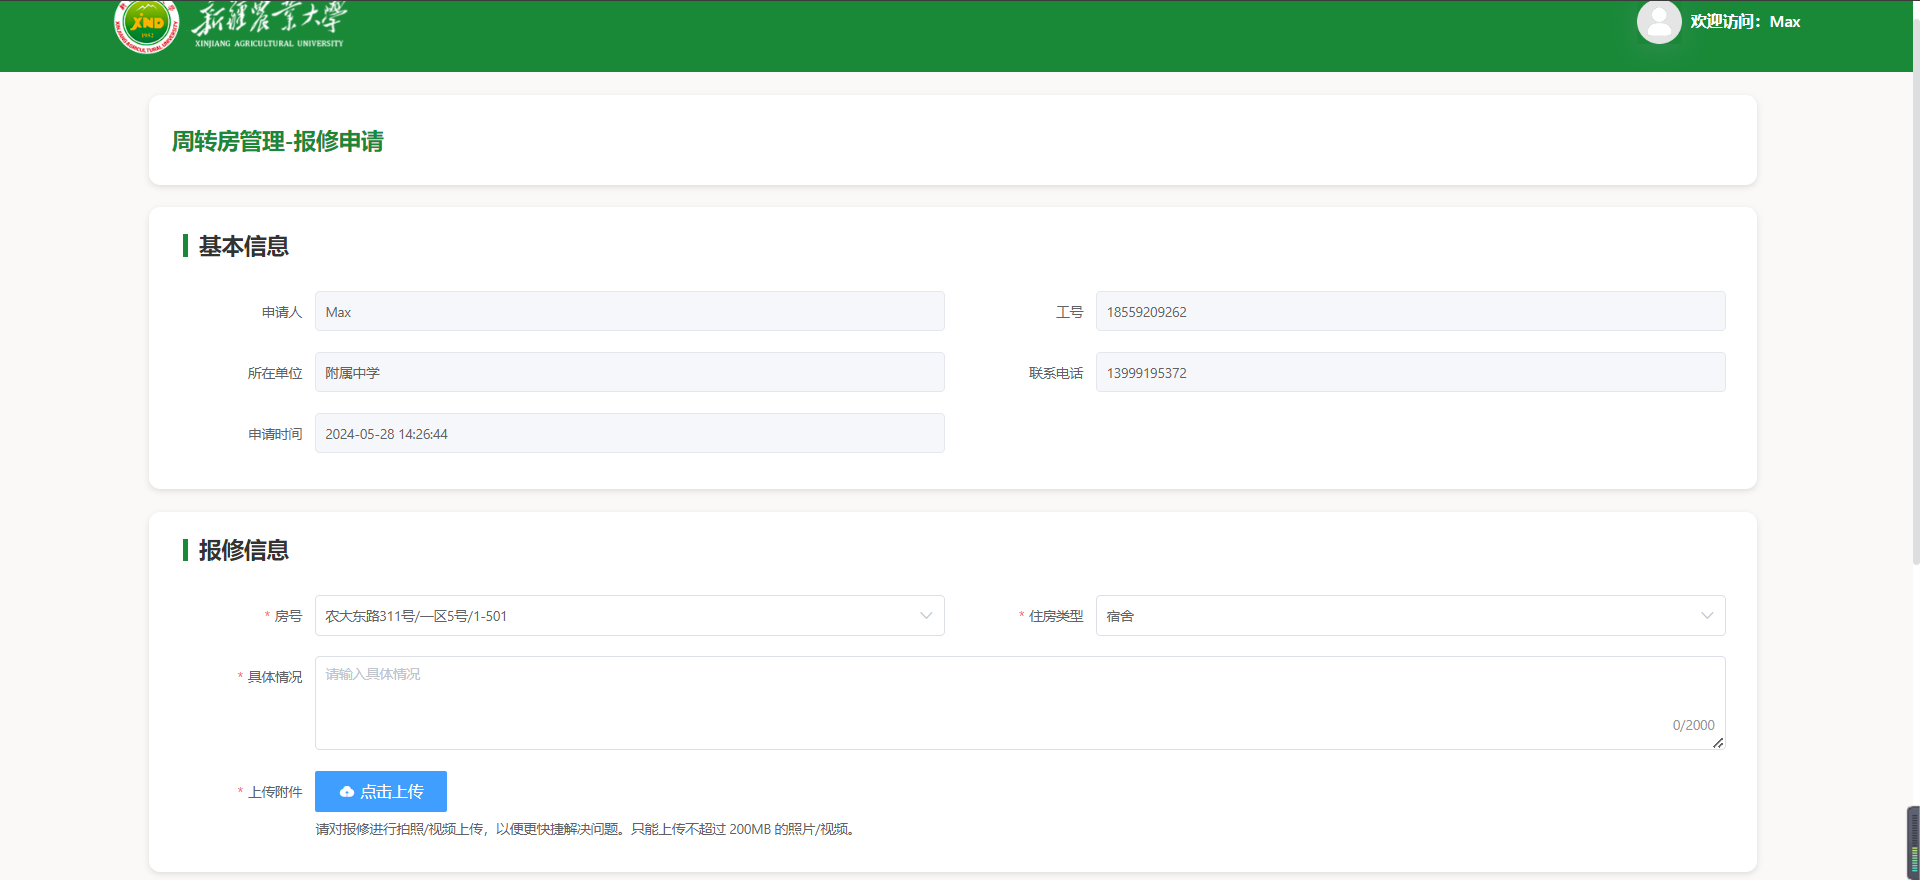 XND
1952
XINJIANG AGRICULTURAL UNIVERSITY
新疆农业大学
XINJIANG AGRICULTURAL UNIVERSITY
欢迎访问：Max
周转房管理-报修申请
基本信息
申请人 Max 工号 18559209262
所在单位 附属中学 联系电话 13999195372
申请时间 2024-05-28 14:26:44
报修信息
* 房号 农大东路311号/一区5号/1-501 * 住房类型 宿舍
* 具体情况 请输入具体情况
0/2000
* 上传附件 点击上传
请对报修进行拍照/视频上传，以便更快捷解决问题。只能上传不超过 200MB 的照片/视频。